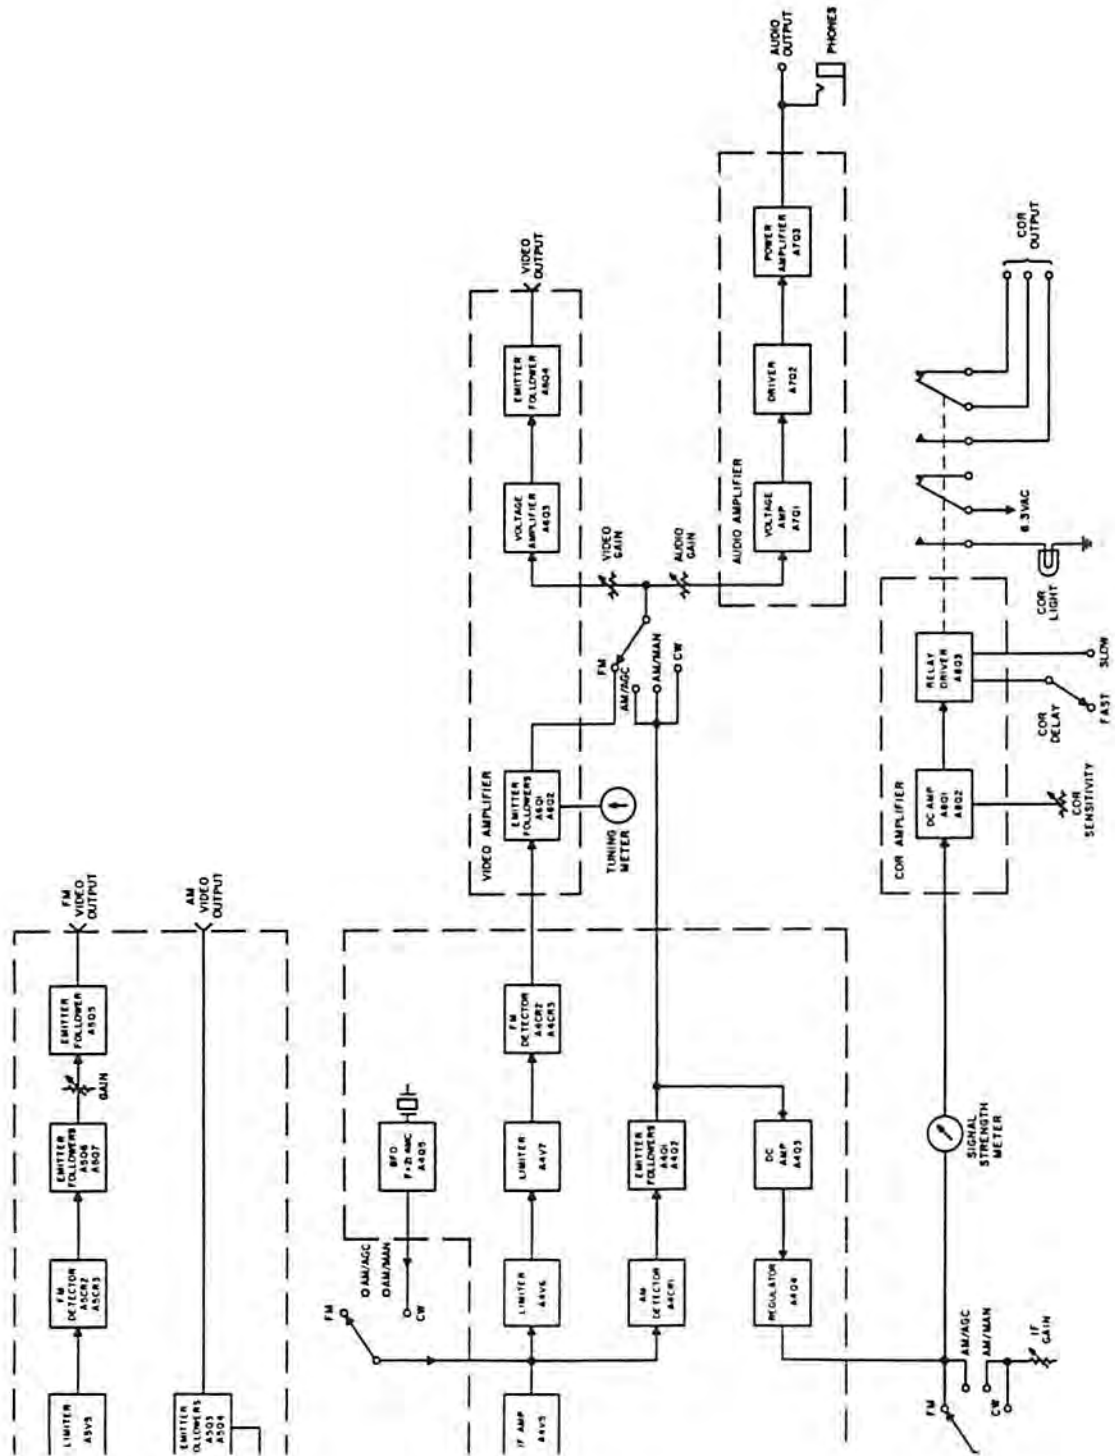 FM
VIDEO
OUTPUT
EMITTER
FOLLOWER
A5Q5
GAIN
EMITTER
FOLLOWERS
A5Q6
A5Q7
FM
DETECTOR
A5CR2
A5CR3
LIMITER
A5V5
AM
VIDEO
OUTPUT
EMITTER
FOLLOWERS
A5Q3
A5Q4
FM
AM/AGC
AM/MAN
CW
BFO
A4Q5
IF AMP
A4V5
LIMITER
A4V6
LIMITER
A4V7
FM
DETECTOR
A4CR2
A4CR3
VIDEO AMPLIFIER
EMITTER
FOLLOWERS
A6Q1
A6Q2
TUNING
METER
VOLTAGE
AMPLIFIER
A6Q3
EMITTER
FOLLOWER
A6Q4
VIDEO
OUTPUT
AM
DETECTOR
A4CR1
EMITTER
FOLLOWERS
A4Q1
A4Q2
FM
AM/AGC
AM/MAN
CW
VIDEO
GAIN
AUDIO
GAIN
REGULATOR
A4Q4
DC
AMP
A4Q3
AUDIO AMPLIFIER
VOLTAGE
AMP
A7Q1
DRIVER
A7Q2
POWER
AMPLIFIER
A7Q3
AUDIO
OUTPUT
PHONES
FM
AM/AGC
AM/MAN
CW
IF
GAIN
SIGNAL
STRENGTH
METER
COR AMPLIFIER
DC AMP
A8Q1
A8Q2
RELAY
DRIVER
A8Q3
COR
SENSITIVITY
COR
DELAY
FAST
SLOW
COR
LIGHT
6.3VAC
COR
OUTPUT